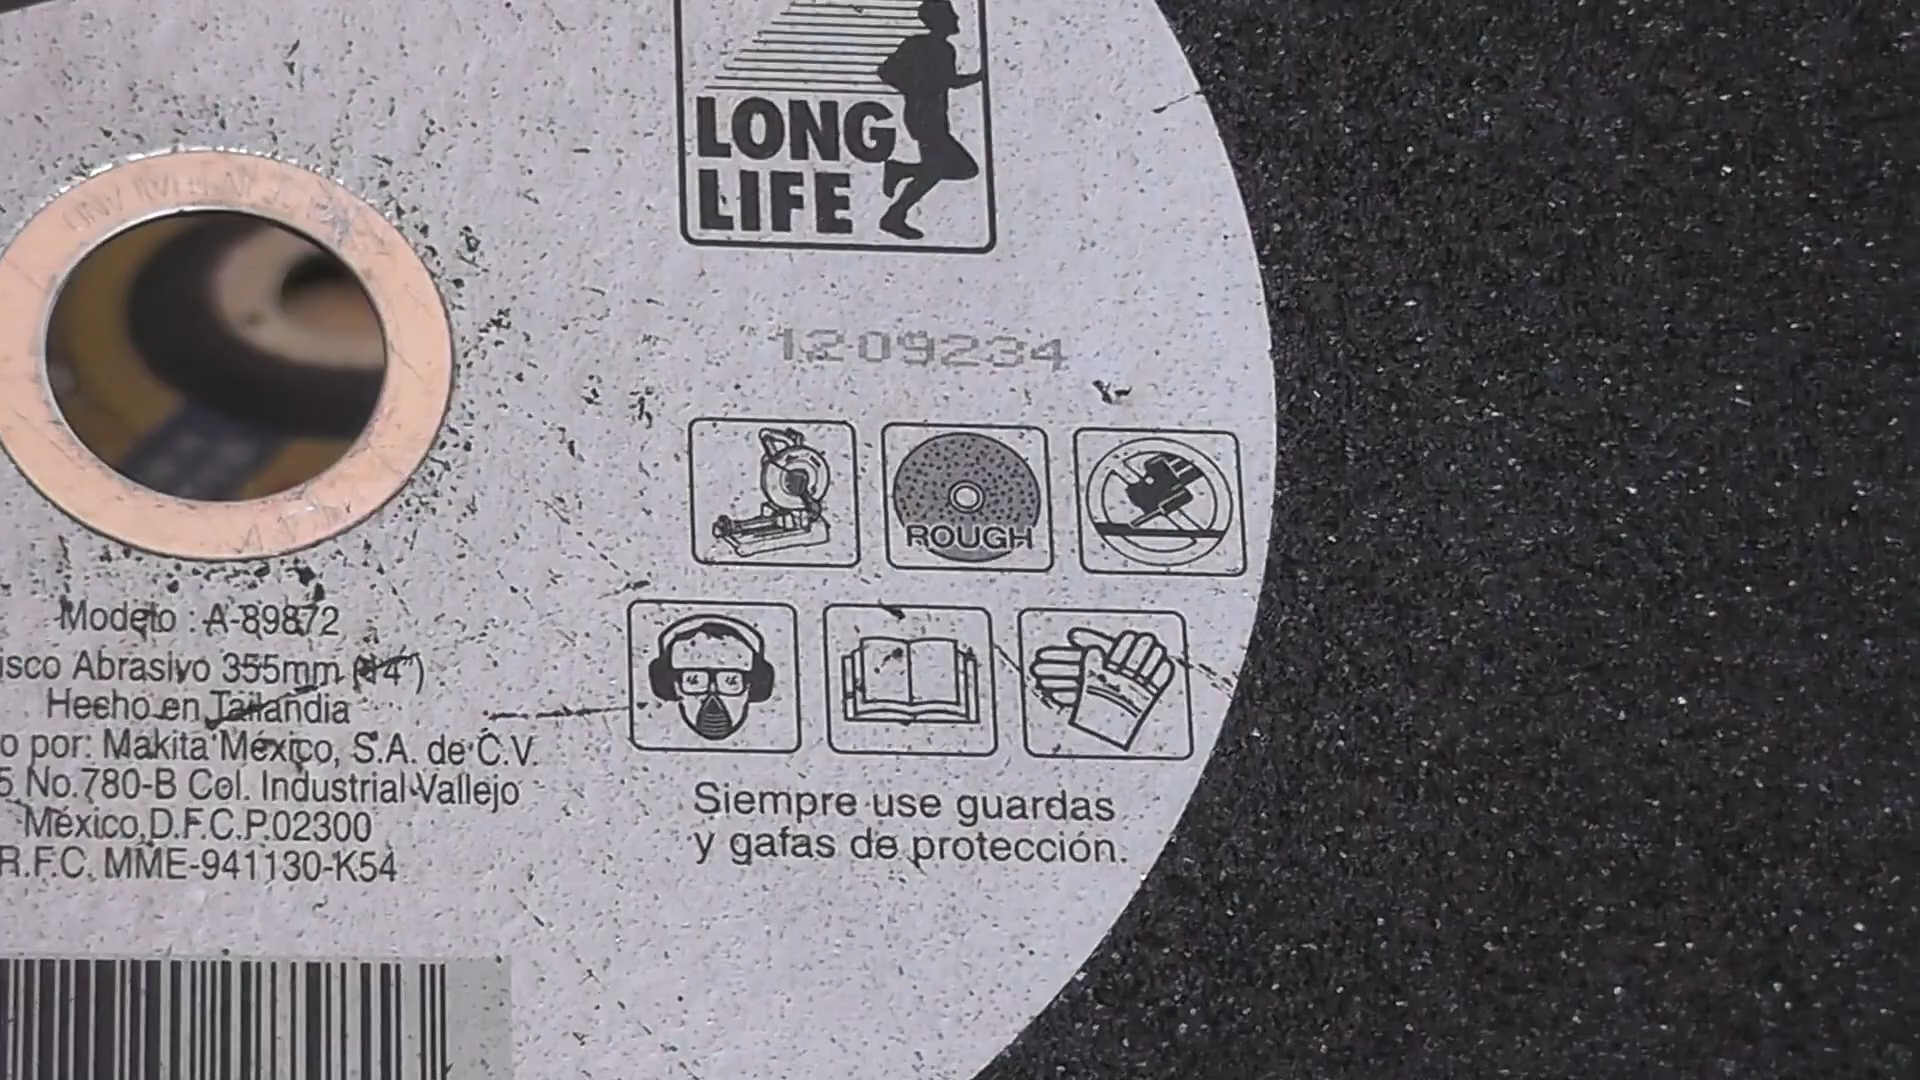 LONG
LIFE
1209234
ROUGH
Modelo : A-89872
isco Abrasivo 355mm (14")
Hecho en Tailandia
o por: Makita México, S.A. de C.V.
5 No.780-B Col. Industrial Vallejo
México,D.F.C.P.02300
R.F.C. MME-941130-K54
Siempre use guardas
y gafas de protección.